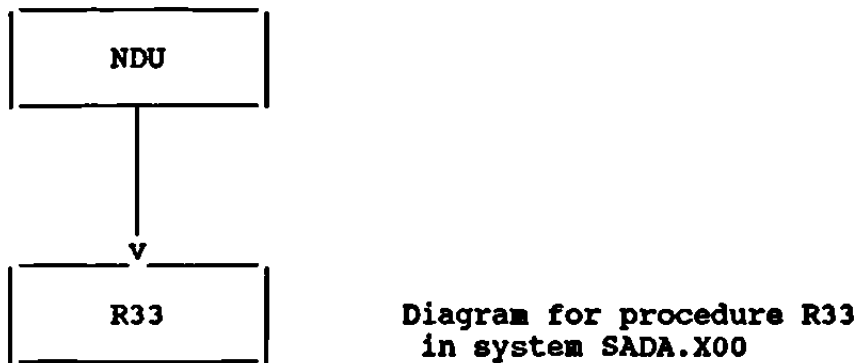 NDU
v
R33
Diagram for procedure R33
in system SADA.X00